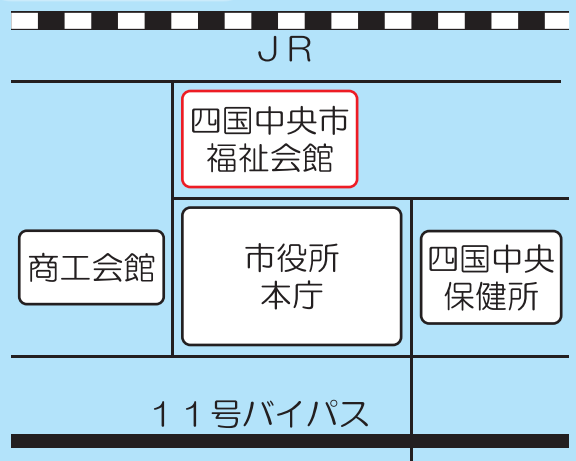 JR
四国中央市
福祉会館
商工会館
市役所
本庁
四国中央
保健所
11号バイパス